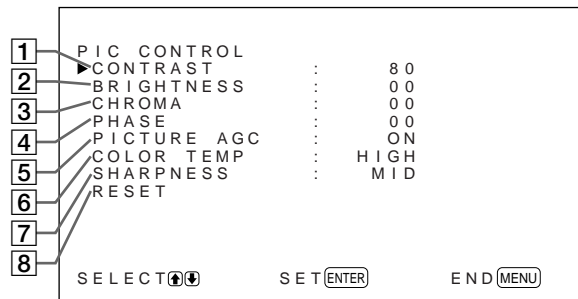 PIC CONTROL
1 ▶CONTRAST : 80
2 BRIGHTNESS : 00
3 CHROMA : 00
4 PHASE : 00
5 PICTURE AGC : ON
6 COLOR TEMP : HIGH
7 SHARPNESS : MID
8 RESET
SELECT↑↓ SET ENTER END MENU